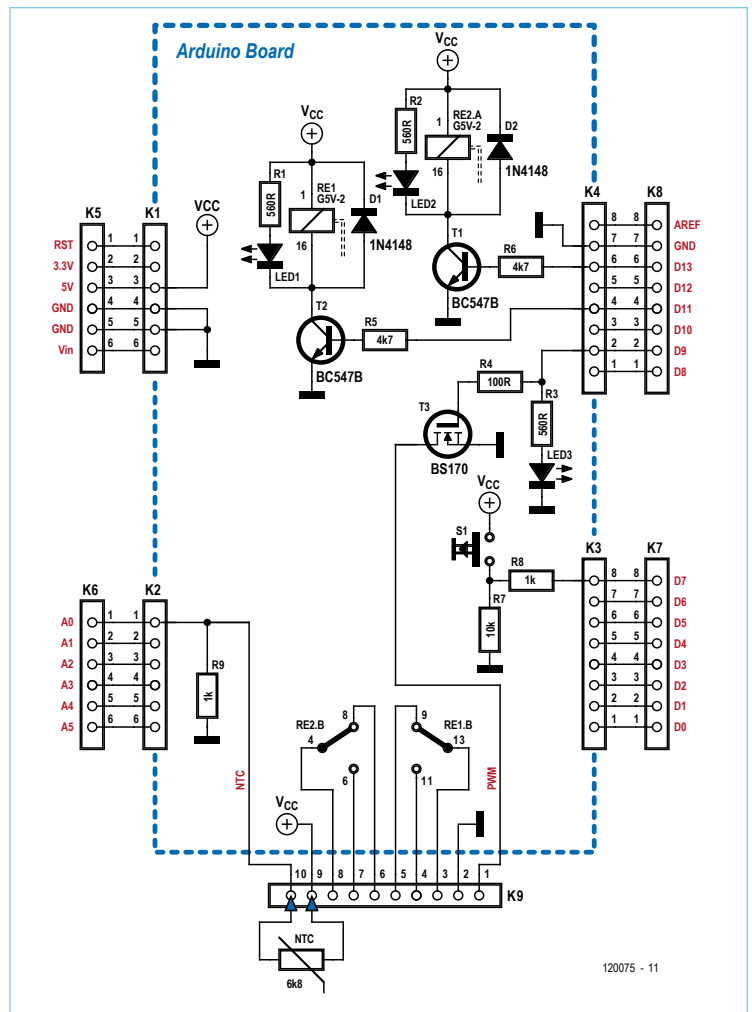 Arduino Board
VCC
R2
560R
1
RE2.A
G5V-2
16
D2
1N4148
LED2
VCC
R1
560R
1
RE1
G5V-2
16
D1
1N4148
LED1
T1
BC547B
R6
4k7
T2
BC547B
R5
4k7
K5 K1
VCC
RST 1 1
3.3V 2 2
5V 3 3
GND 4 4
GND 5 5
Vin 6 6
K4 K8
8 8 AREF
7 7 GND
6 6 D13
5 5 D12
4 4 D11
3 3 D10
2 2 D9
1 1 D8
R4
100R
T3
BS170
R3
560R
LED3
VCC
S1
R8
1k
R7
10k
K3 K7
8 8 D7
7 7 D6
6 6 D5
5 5 D4
4 4 D3
3 3 D2
2 2 D1
1 1 D0
K6 K2
A0 1 1
A1 2 2
A2 3 3
A3 4 4
A4 5 5
A5 6 6
R9
1k
NTC
RE2.B
8
4
6
RE1.B
9
13
11
PWM
VCC
10 9 8 7 6 5 4 3 2 1
K9
NTC
6k8
120075 - 11